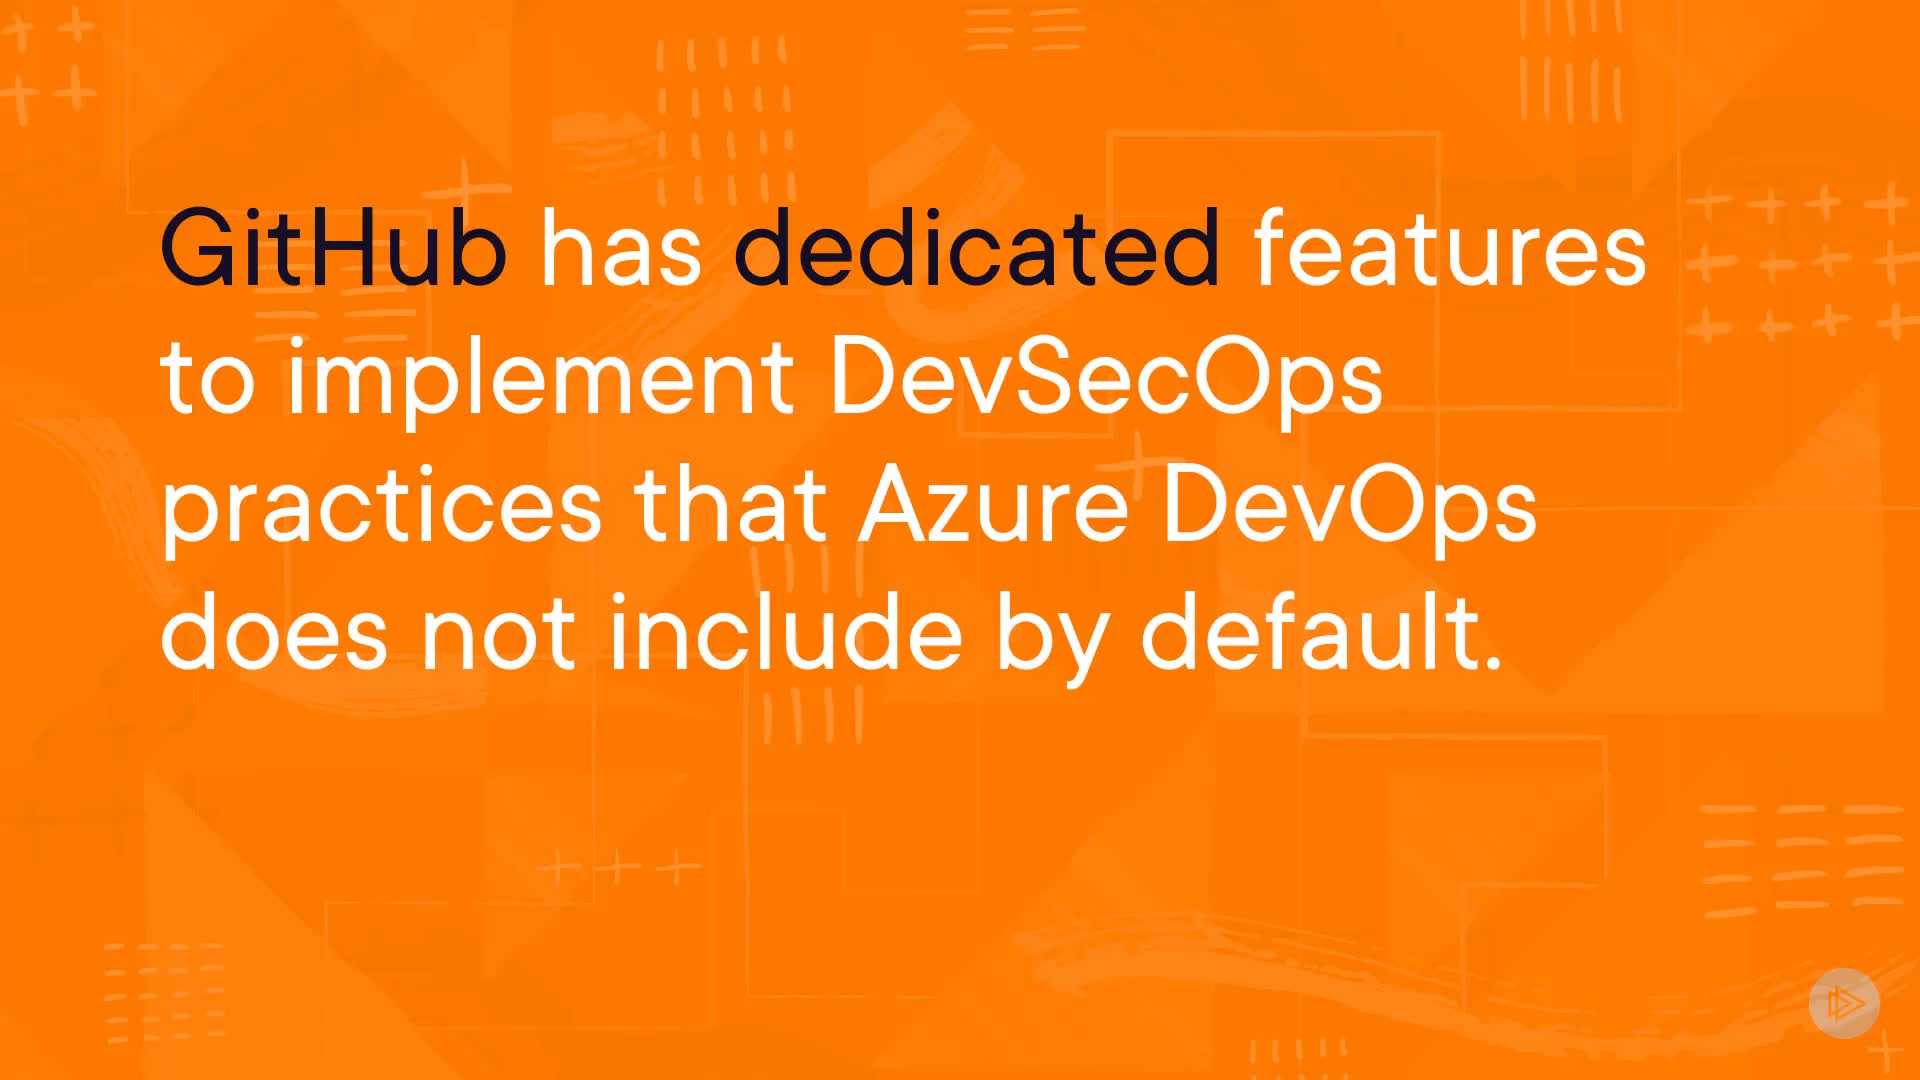 GitHub has dedicated features
to implement DevSecOps
practices that Azure DevOps
does not include by default.